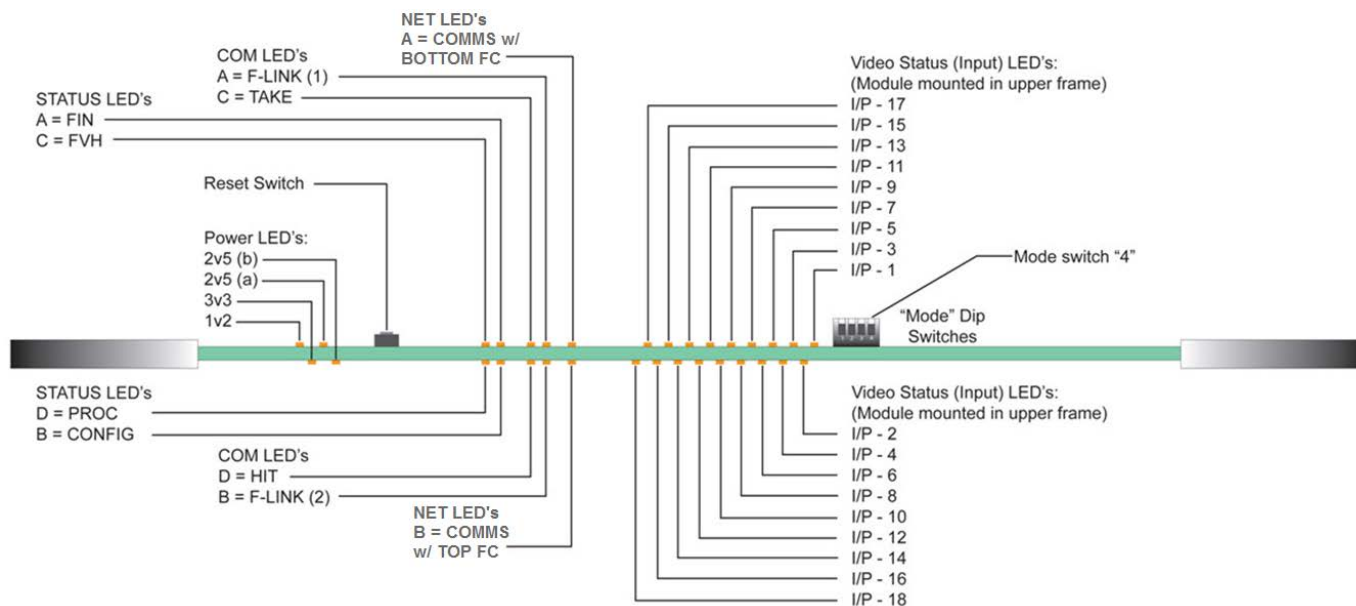 NET LED's
A = COMMS w/
BOTTOM FC
COM LED's
A = F-LINK (1)
C = TAKE
STATUS LED's
A = FIN
C = FVH
Reset Switch
Power LED's:
2v5 (b)
2v5 (a)
3v3
1v2
Video Status (Input) LED's:
(Module mounted in upper frame)
I/P - 17
I/P - 15
I/P - 13
I/P - 11
I/P - 9
I/P - 7
I/P - 5
I/P - 3
I/P - 1
Mode switch “4”
“Mode” Dip
Switches
1 2 3 4
STATUS LED's
D = PROC
B = CONFIG
COM LED's
D = HIT
B = F-LINK (2)
NET LED's
B = COMMS
w/ TOP FC
Video Status (Input) LED's:
(Module mounted in upper frame)
I/P - 2
I/P - 4
I/P - 6
I/P - 8
I/P - 10
I/P - 12
I/P - 14
I/P - 16
I/P - 18